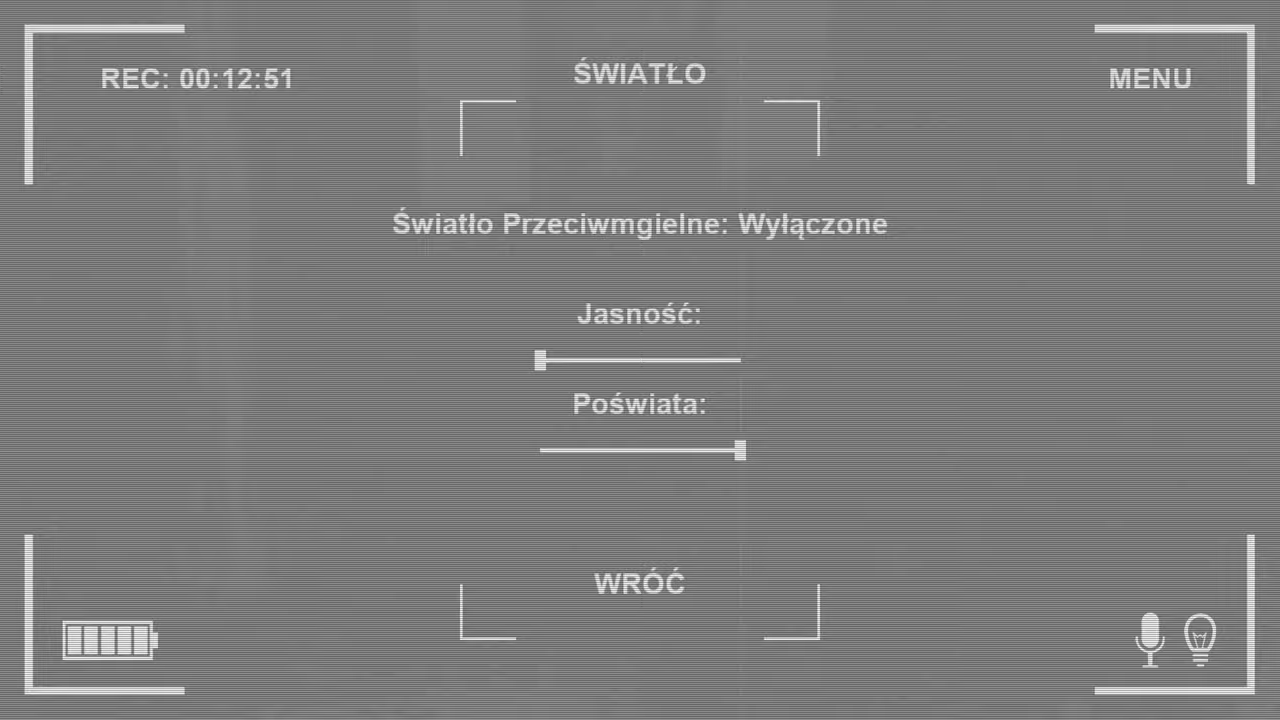 REC: 00:12:51
ŚWIATŁO
MENU
Światło Przeciwmgielne: Wyłączone
Jasność:
Poświata:
WRÓĆ